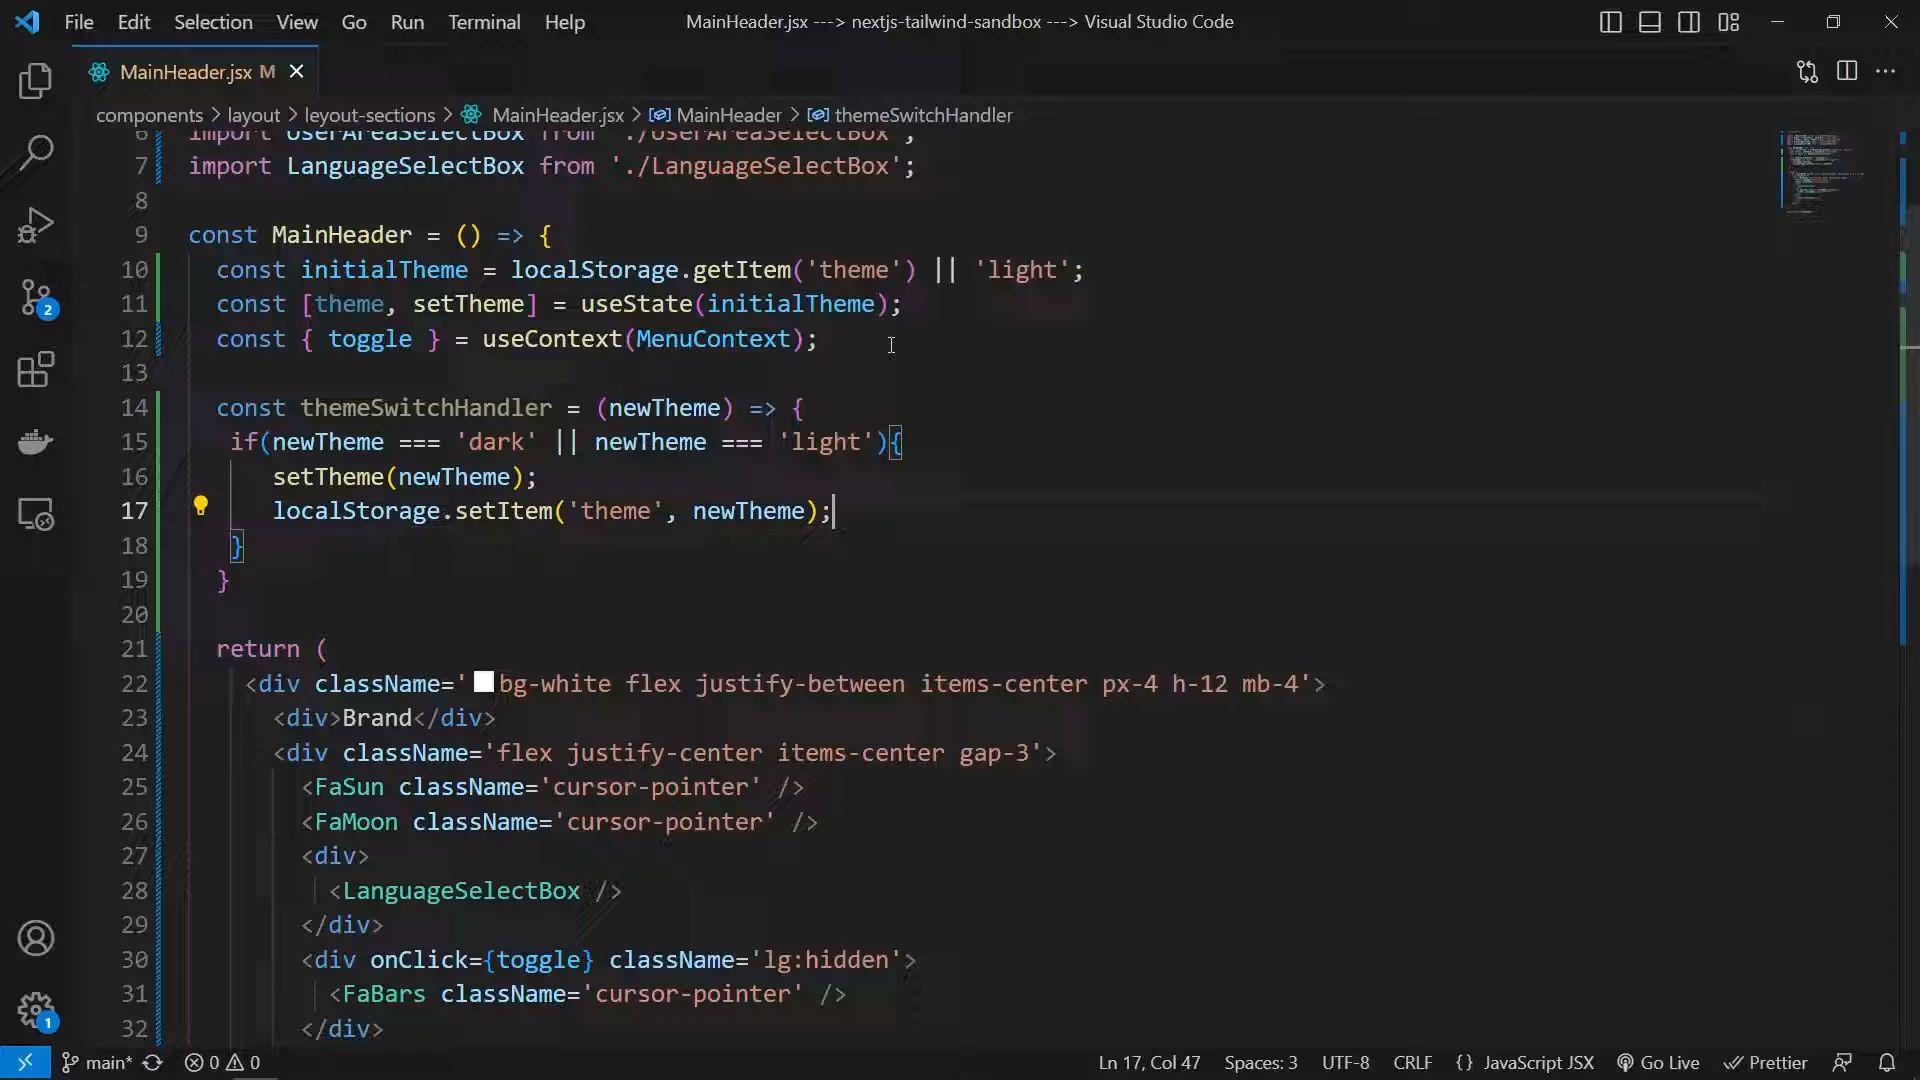 File Edit Selection View Go Run Terminal Help MainHeader.jsx ---> nextjs-tailwind-sandbox ---> Visual Studio Code
MainHeader.jsx M
components > layout > leyout-sections > MainHeader.jsx > MainHeader > themeSwitchHandler
6 import UserAreaSelectBox from './UserAreaSelectBox';
7 import LanguageSelectBox from './LanguageSelectBox';
8
9 const MainHeader = () => {
10 const initialTheme = localStorage.getItem('theme') || 'light';
11 const [theme, setTheme] = useState(initialTheme);
12 const { toggle } = useContext(MenuContext);
13
14 const themeSwitchHandler = (newTheme) => {
15 if(newTheme === 'dark' || newTheme === 'light'){
16 setTheme(newTheme);
17 localStorage.setItem('theme', newTheme);
18 }
19 }
20
21 return (
22 <div className='bg-white flex justify-between items-center px-4 h-12 mb-4'>
23 <div>Brand</div>
24 <div className='flex justify-center items-center gap-3'>
25 <FaSun className='cursor-pointer' />
26 <FaMoon className='cursor-pointer' />
27 <div>
28 <LanguageSelectBox />
29 </div>
30 <div onClick={toggle} className='lg:hidden'>
31 <FaBars className='cursor-pointer' />
32 </div>
2
1
main* 0 0 Ln 17, Col 47 Spaces: 3 UTF-8 CRLF {} JavaScript JSX Go Live Prettier